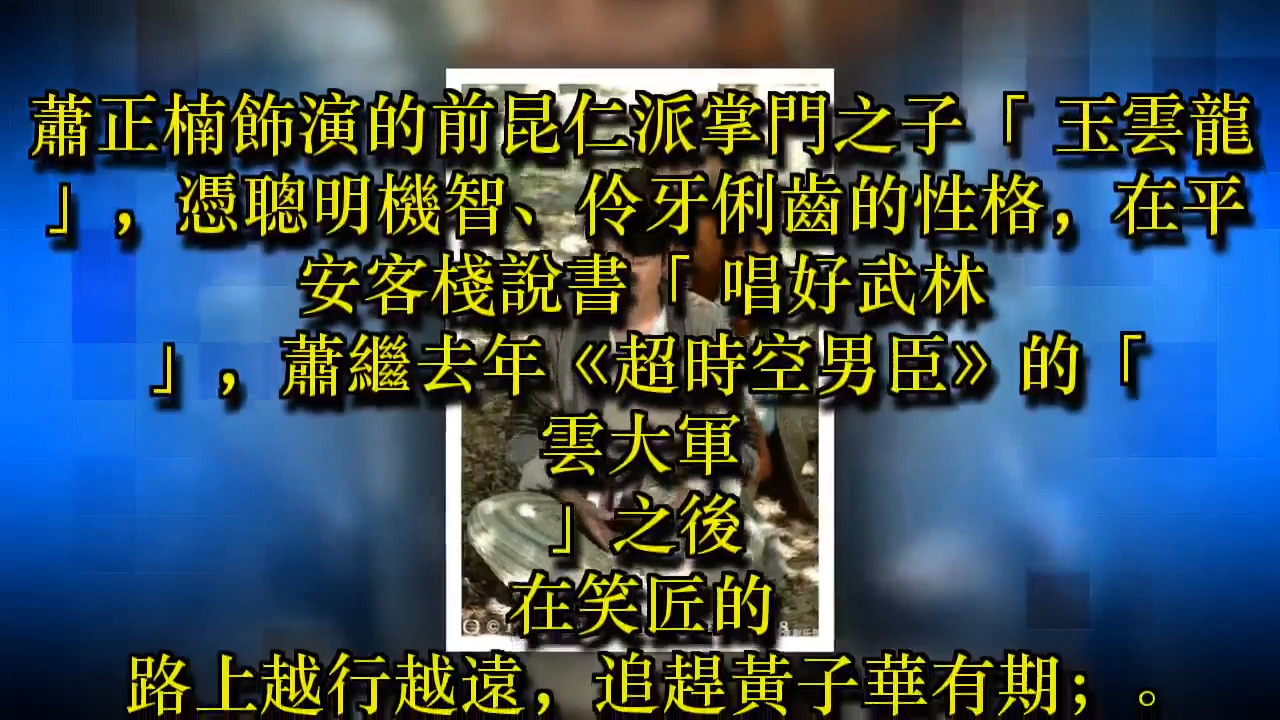 蕭正楠飾演的前昆仁派掌門之子「 玉雲龍
」，憑聰明機智、伶牙俐齒的性格，在平
安客棧說書「 唱好武林
」，蕭繼去年《超時空男臣》的「
雲大軍
」之後
在笑匠的
路上越行越遠，追趕黃子華有期；。